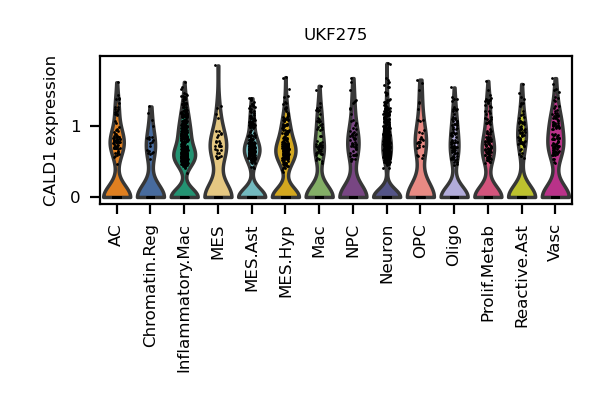 UKF275
CALD1 expression
1
0
AC
Chromatin.Reg
Inflammatory.Mac
MES
MES.Ast
MES.Hyp
Mac
NPC
Neuron
OPC
Oligo
Prolif.Metab
Reactive.Ast
Vasc